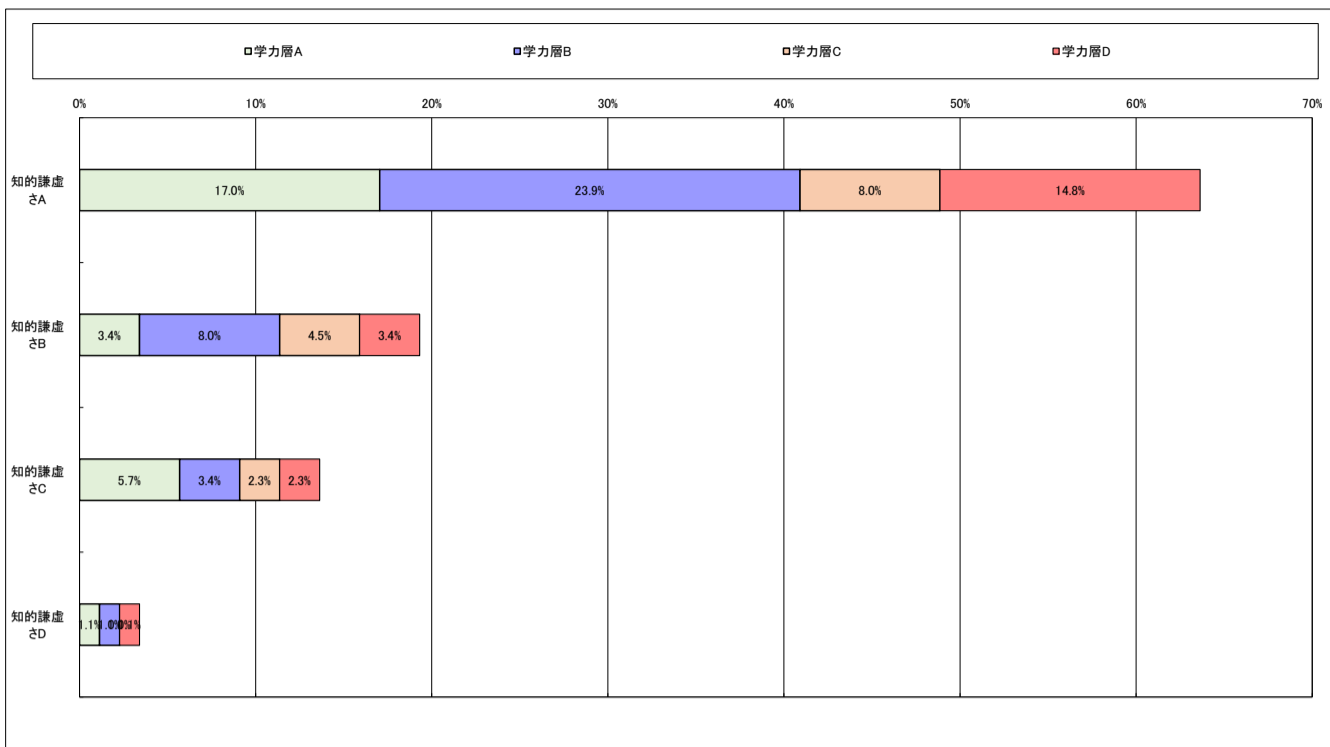 学力層A 学力層B 学力層C 学力層D
0% 10% 20% 30% 40% 50% 60% 70%
知的謙虚
さA
17.0% 23.9% 8.0% 14.8%
知的謙虚
さB
3.4% 8.0% 4.5% 3.4%
知的謙虚
さC
5.7% 3.4% 2.3% 2.3%
知的謙虚
さD
1.1%